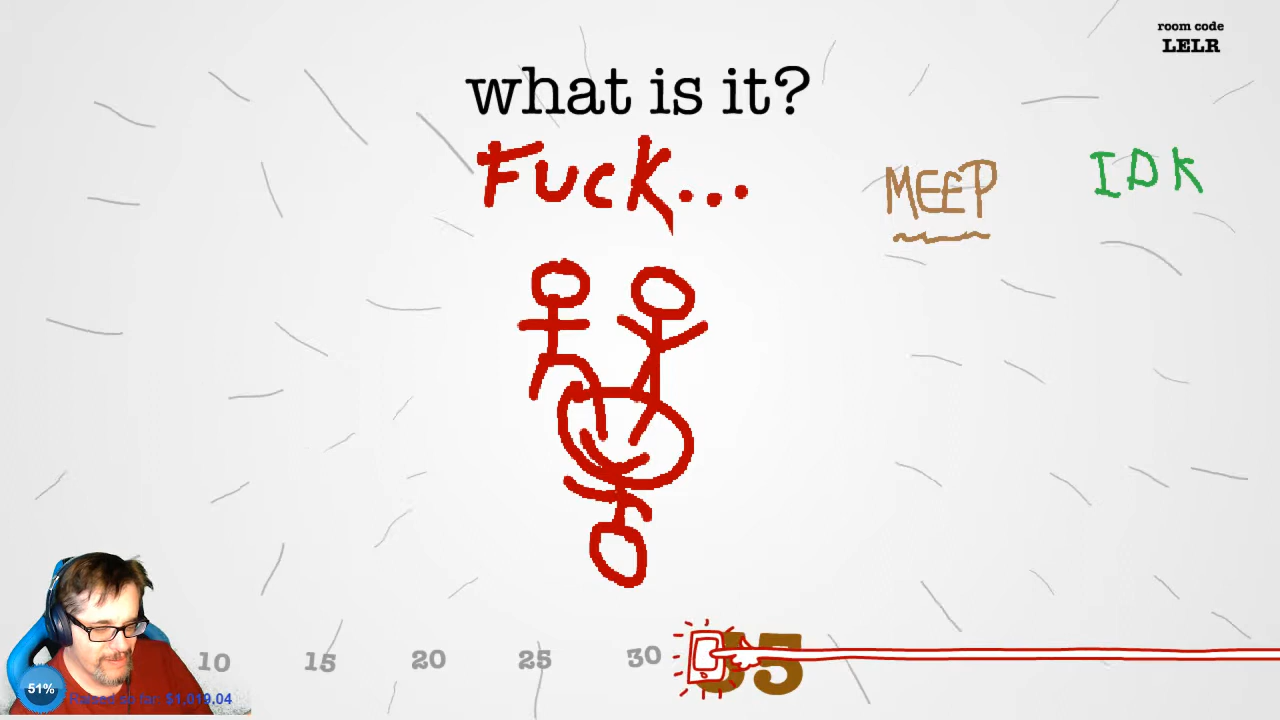 room code
LELR
what is it?
FUCK...
MEEP
IDK
10 15 20 25 30 35
51%
Raised so far: $1,019.04